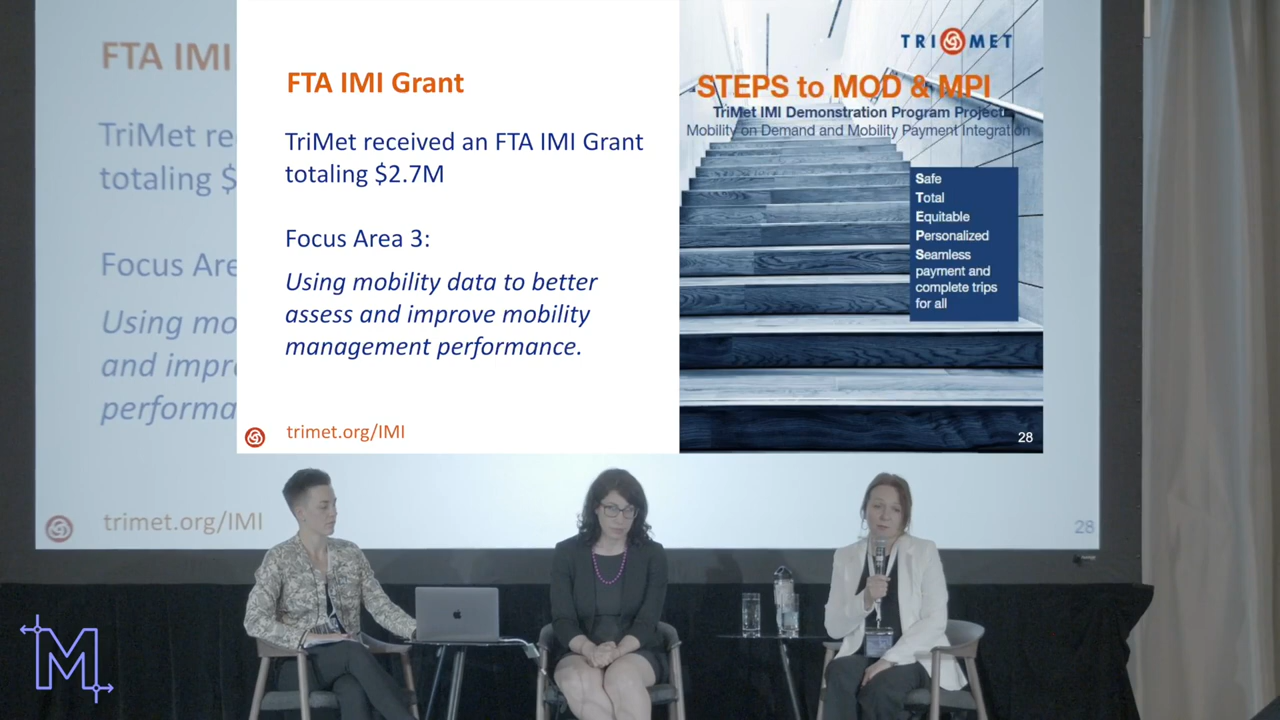 FTA IMI
TriMet re
totaling $
Focus Are
Using mo
and impr
performa
trimet.org/IMI
28
FTA IMI Grant
TriMet received an FTA IMI Grant
totaling $2.7M
Focus Area 3:
Using mobility data to better
assess and improve mobility
management performance.
trimet.org/IMI
TRI MET
STEPS to MOD & MPI
TriMet IMI Demonstration Program Project
Mobility on Demand and Mobility Payment Integration
Safe
Total
Equitable
Personalized
Seamless
payment and
complete trips
for all
28
M